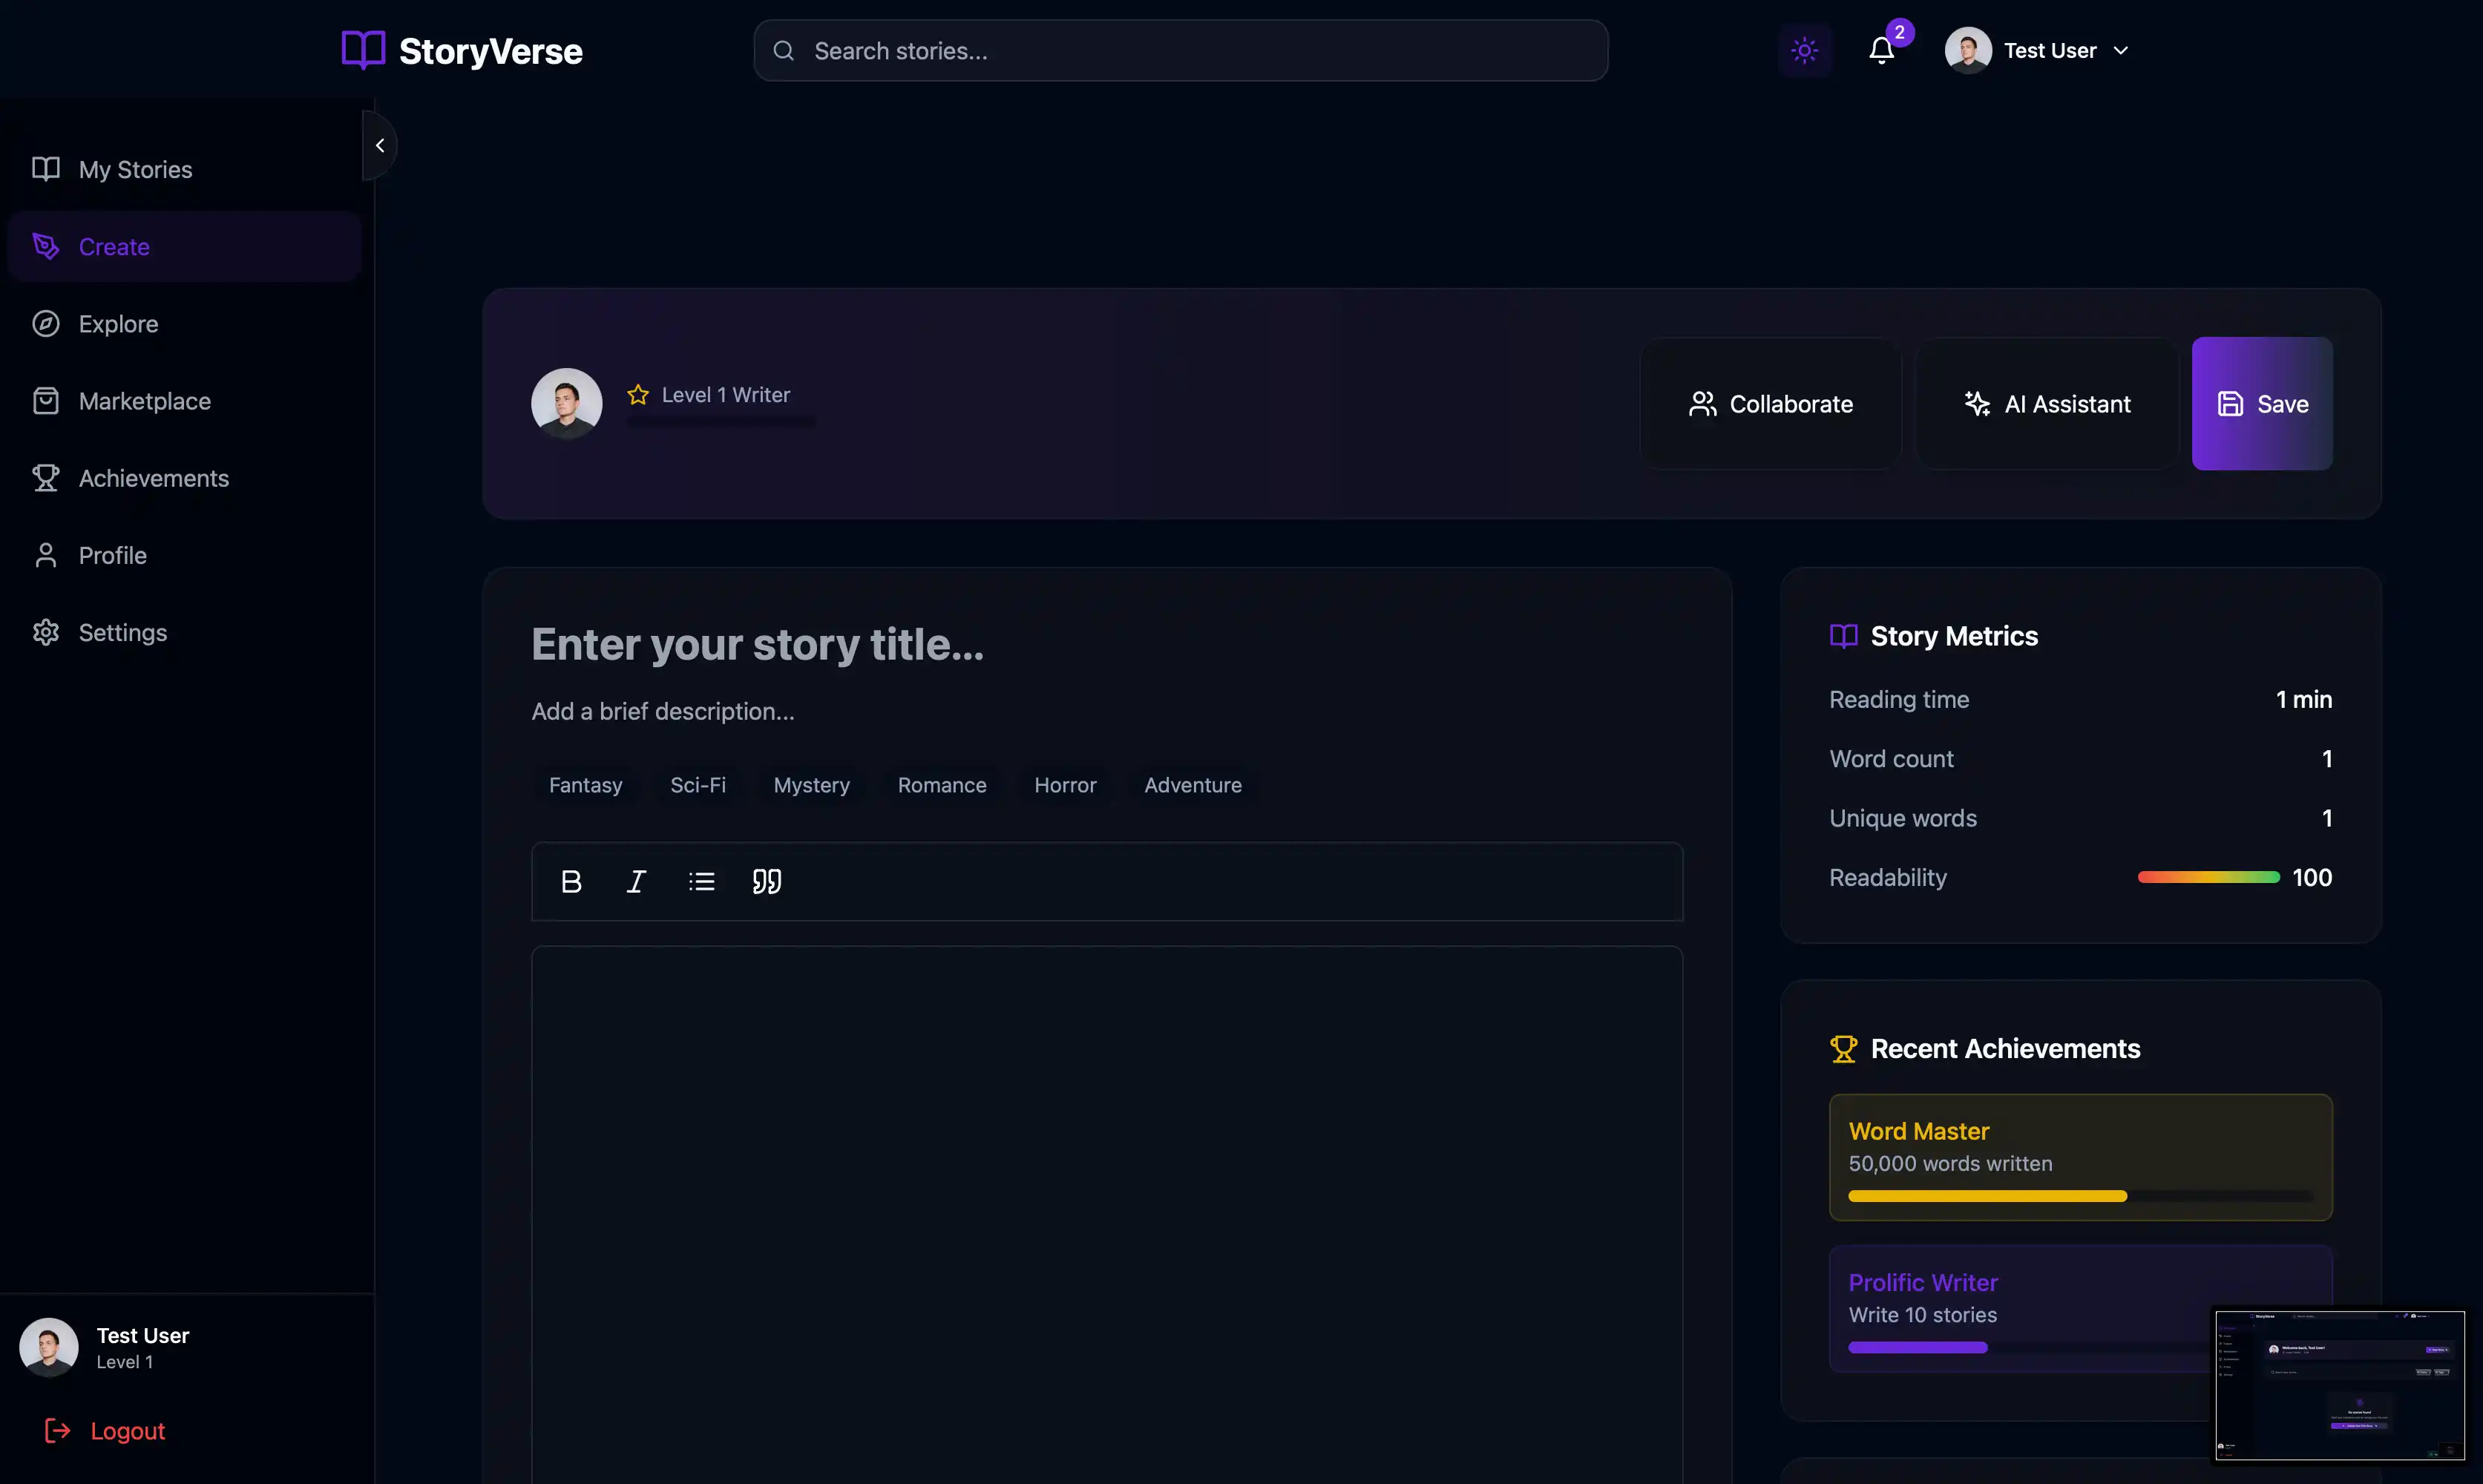 StoryVerse
Search stories...
2
Test User
My Stories
Create
Explore
Marketplace
Achievements
Profile
Settings
Level 1 Writer
Collaborate
AI Assistant
Save
Enter your story title...
Add a brief description...
Fantasy
Sci-Fi
Mystery
Romance
Horror
Adventure
B
I
Story Metrics
Reading time 1 min
Word count 1
Unique words 1
Readability 100
Recent Achievements
Word Master
50,000 words written
Prolific Writer
Write 10 stories
Test User
Level 1
Logout